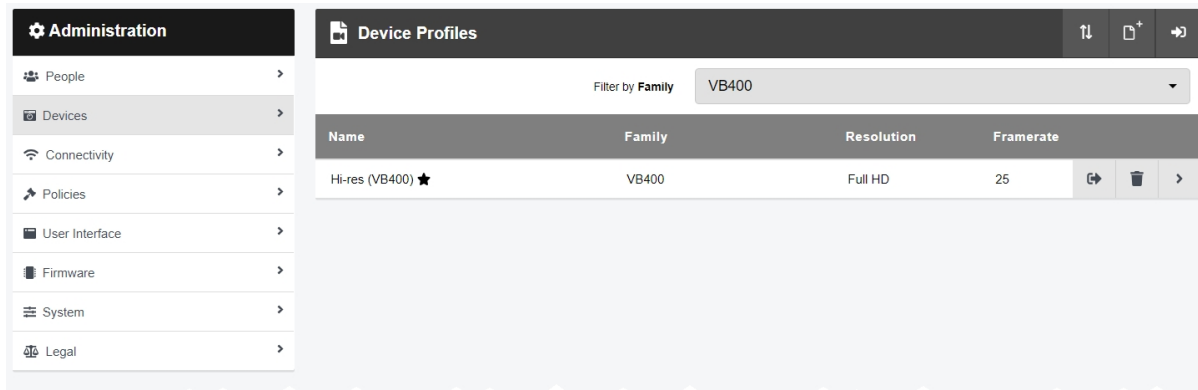 Administration
People
Devices
Connectivity
Policies
User Interface
Firmware
System
Legal
Device Profiles
Filter by Family VB400
Name Family Resolution Framerate
Hi-res (VB400) VB400 Full HD 25